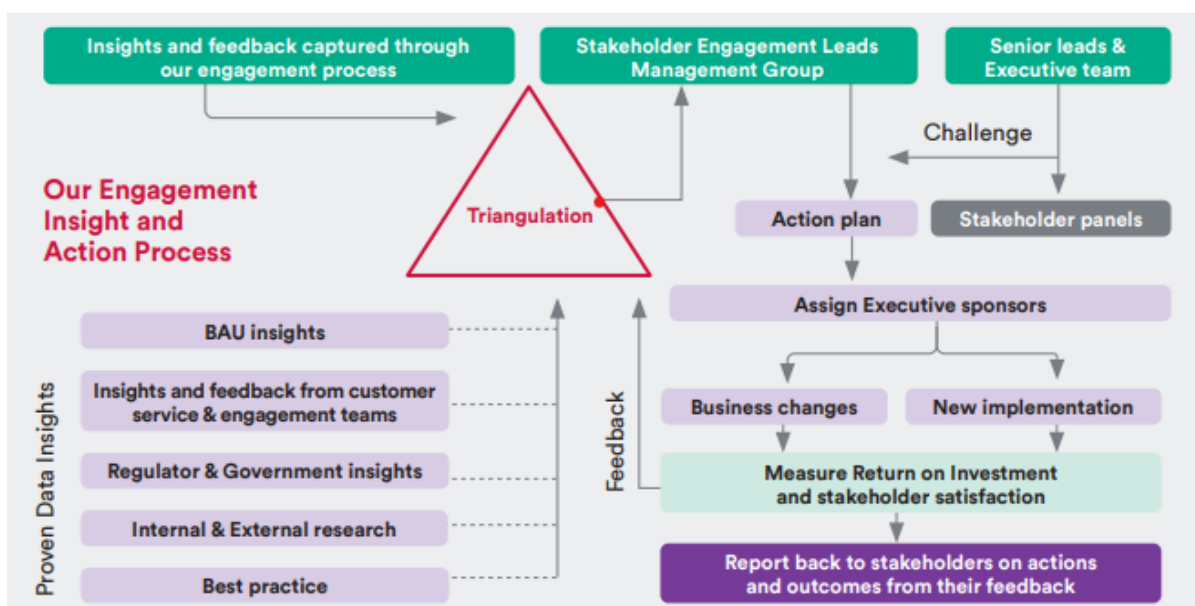 Insights and feedback captured through
our engagement process
Stakeholder Engagement Leads
Management Group
Senior leads &
Executive team
Challenge
Our Engagement
Insight and
Action Process
Triangulation
Action plan
Stakeholder panels
Assign Executive sponsors
Proven Data Insights
BAU insights
Insights and feedback from customer
service & engagement teams
Regulator & Government insights
Internal & External research
Best practice
Feedback
Business changes
New implementation
Measure Return on Investment
and stakeholder satisfaction
Report back to stakeholders on actions
and outcomes from their feedback